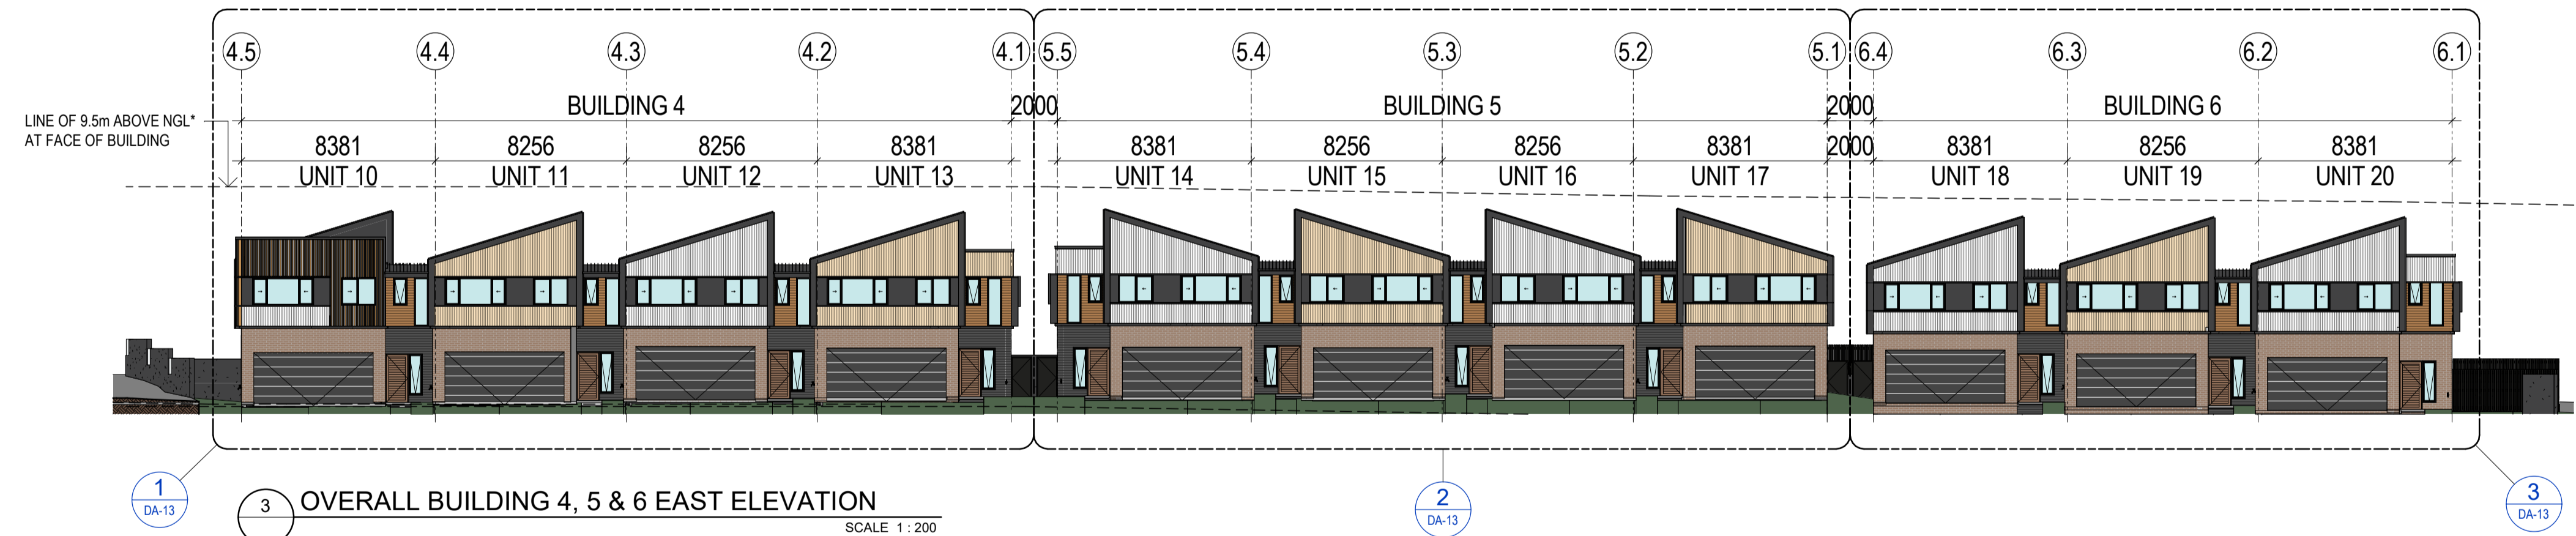 4.5 4.4 4.3 4.2 4.1 5.5 5.4 5.3 5.2 5.1 6.4 6.3 6.2 6.1
BUILDING 4 2000 BUILDING 5 2000 BUILDING 6
LINE OF 9.5m ABOVE NGL*
AT FACE OF BUILDING
8381 8256 8256 8381 8381 8256 8256 8381 2000 8381 8256 8381
UNIT 10 UNIT 11 UNIT 12 UNIT 13 UNIT 14 UNIT 15 UNIT 16 UNIT 17 UNIT 18 UNIT 19 UNIT 20
1
DA-13
3 OVERALL BUILDING 4, 5 & 6 EAST ELEVATION
SCALE 1 : 200
2
DA-13
3
DA-13